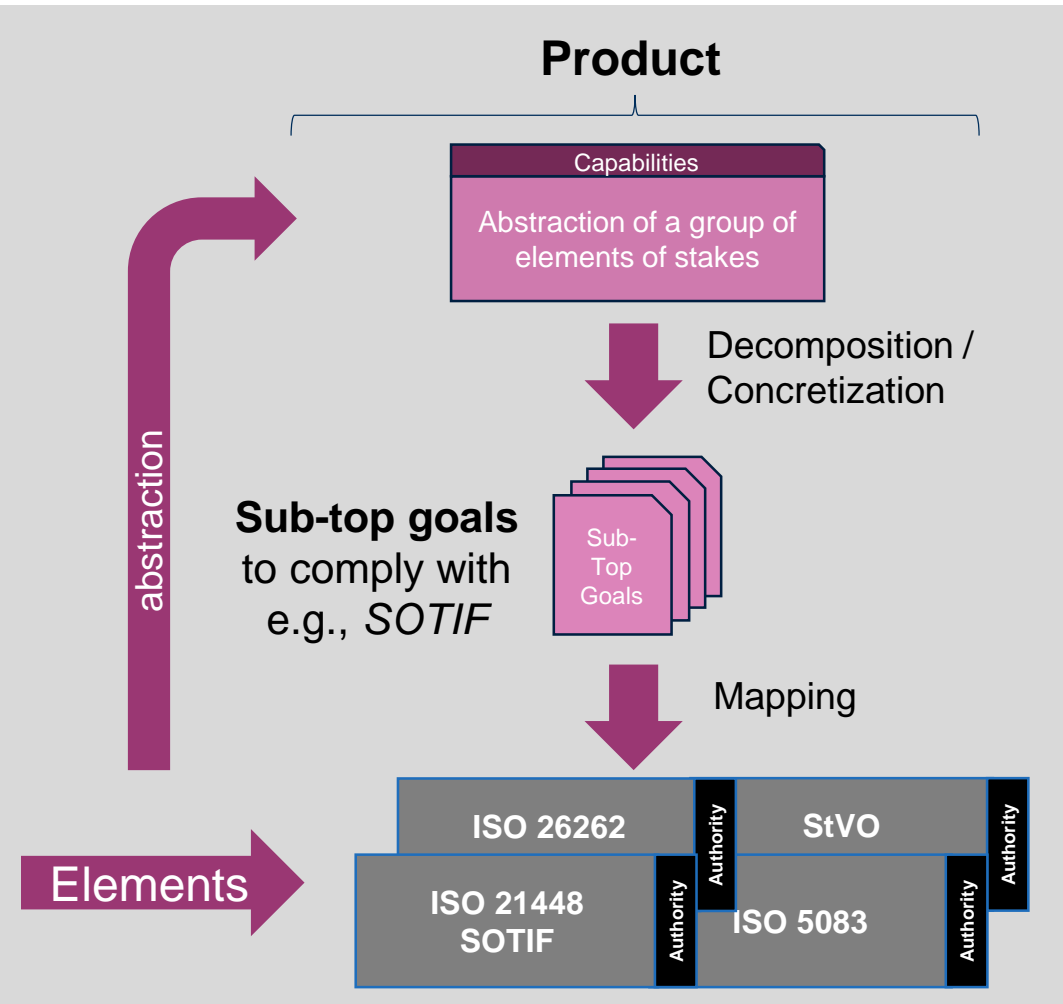 Product
Capabilities
Abstraction of a group of
elements of stakes
Decomposition /
Concretization
abstraction
Sub-top goals
to comply with
e.g., SOTIF
Sub-
Top
Goals
Mapping
ISO 26262
Authority
StVO
Authority
Elements
ISO 21448
SOTIF
Authority
ISO 5083
Authority